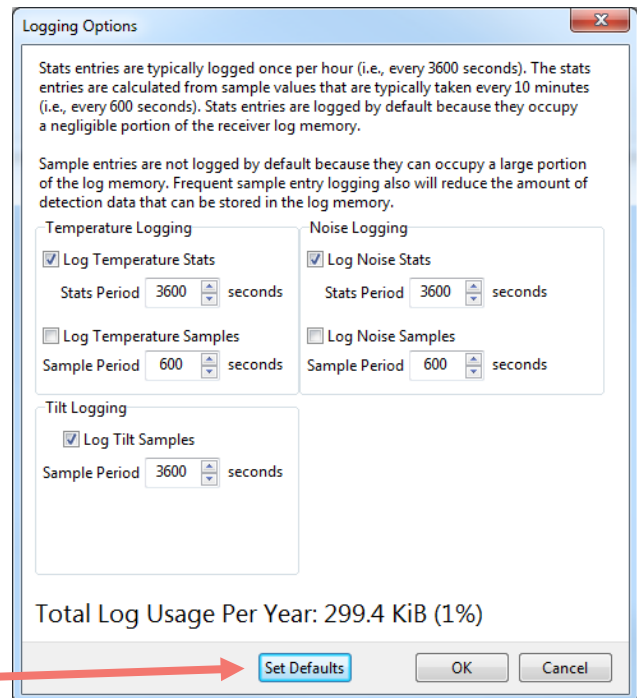 Logging Options
Stats entries are typically logged once per hour (i.e., every 3600 seconds). The stats
entries are calculated from sample values that are typically taken every 10 minutes
(i.e., every 600 seconds). Stats entries are logged by default because they occupy
a negligible portion of the receiver log memory.
Sample entries are not logged by default because they can occupy a large portion
of the log memory. Frequent sample entry logging also will reduce the amount of
detection data that can be stored in the log memory.
Temperature Logging
Log Temperature Stats
Stats Period 3600 seconds
Log Temperature Samples
Sample Period 600 seconds
Noise Logging
Log Noise Stats
Stats Period 3600 seconds
Log Noise Samples
Sample Period 600 seconds
Tilt Logging
Log Tilt Samples
Sample Period 3600 seconds
Total Log Usage Per Year: 299.4 KiB (1%)
Set Defaults OK Cancel